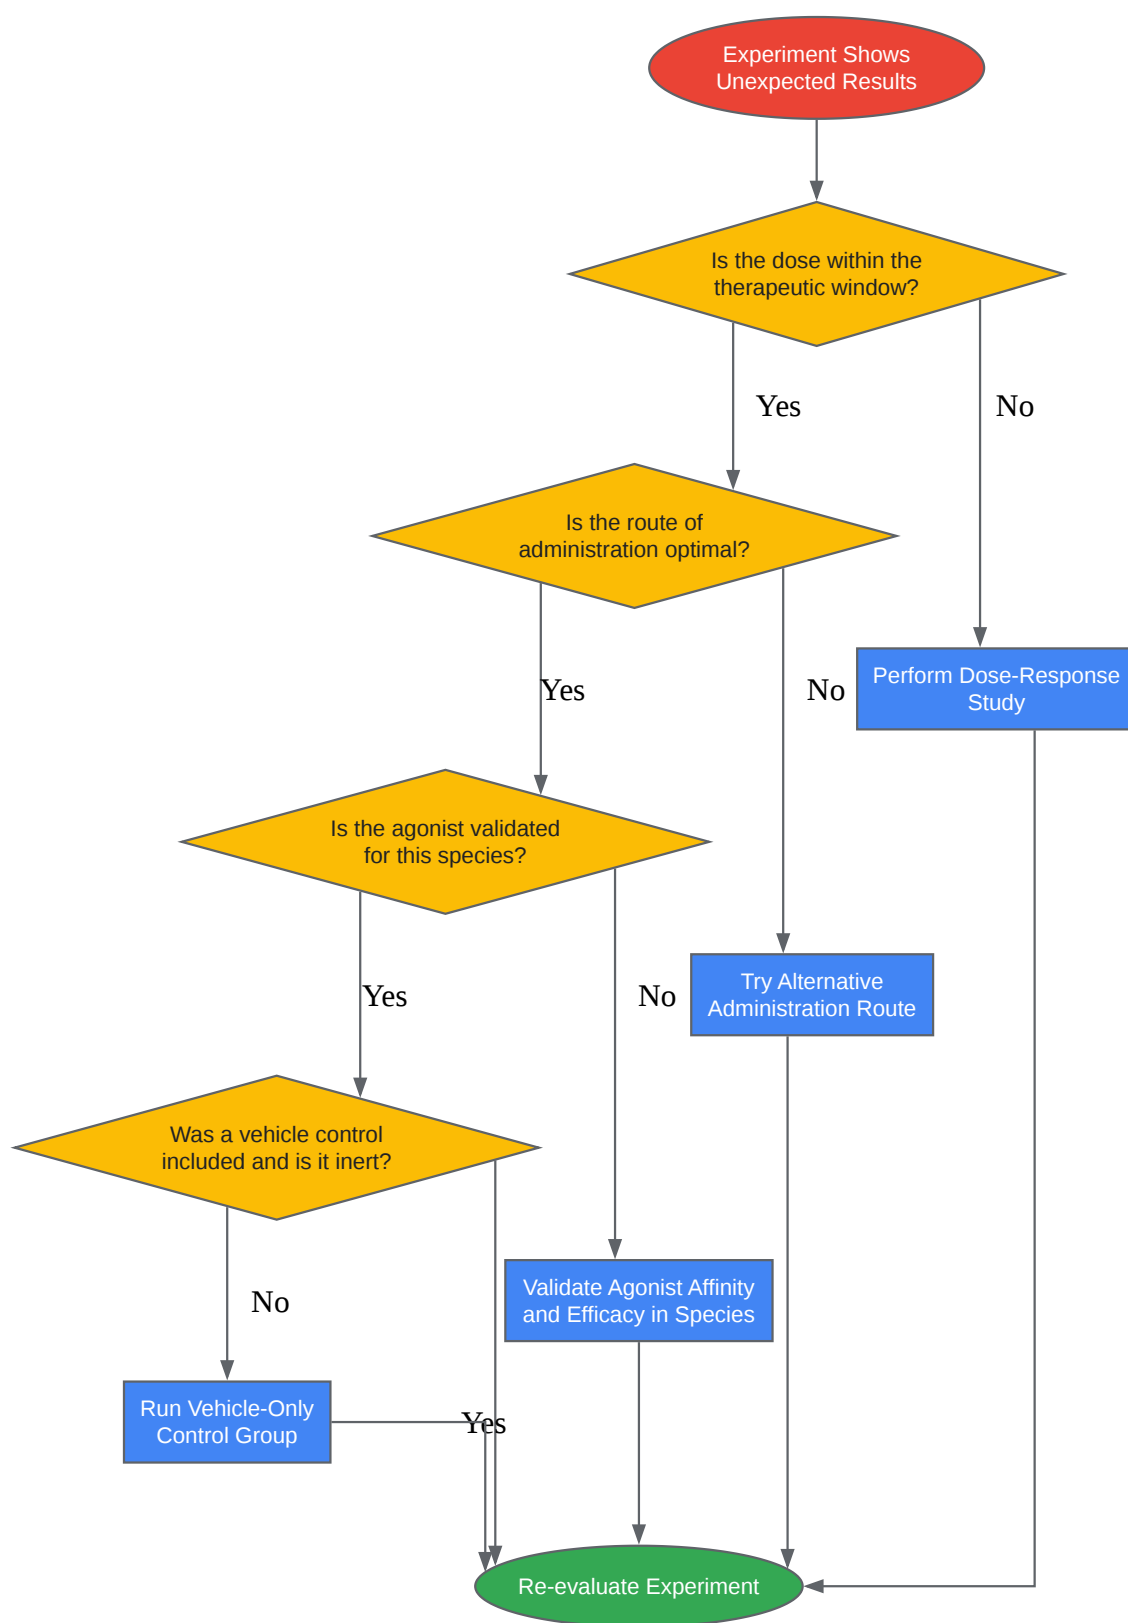 Experiment Shows
Unexpected Results
Is the dose within the
therapeutic window?
Yes
No
Is the route of
administration optimal?
Yes
No
Perform Dose-Response
Study
Is the agonist validated
for this species?
Yes
No
Try Alternative
Administration Route
Was a vehicle control
included and is it inert?
No
Validate Agonist Affinity
and Efficacy in Species
Run Vehicle-Only
Control Group
Yes
Re-evaluate Experiment